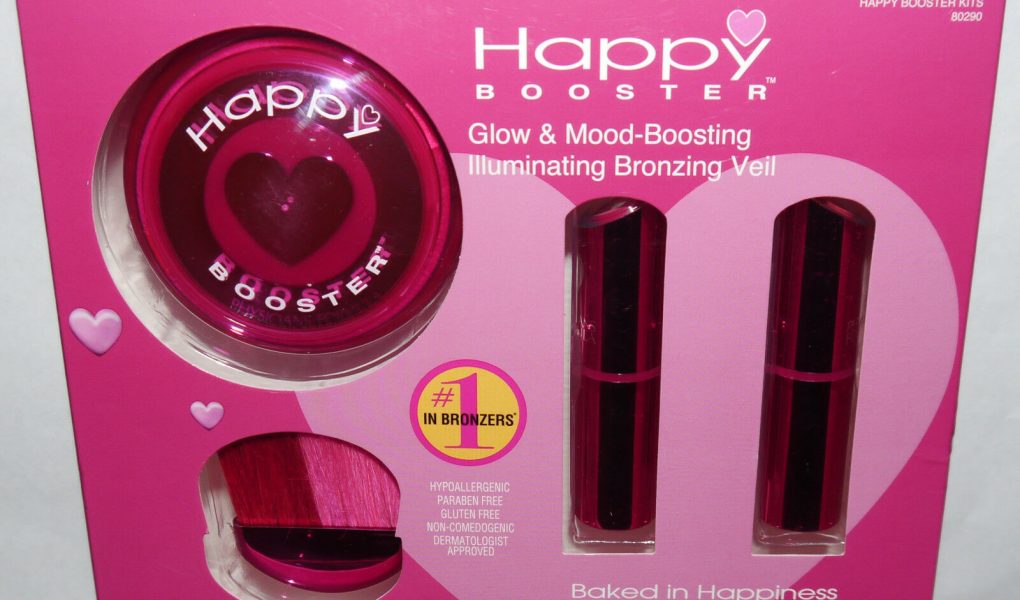 HAPPY BOOSTER KITS
80290
Happy
BOOSTER™
Glow & Mood-Boosting
Illuminating Bronzing Veil
Happy
BOOSTER™
#1
IN BRONZERS*
HYPOALLERGENIC
PARABEN FREE
GLUTEN FREE
NON-COMEDOGENIC
DERMATOLOGIST
APPROVED
Baked in Happiness